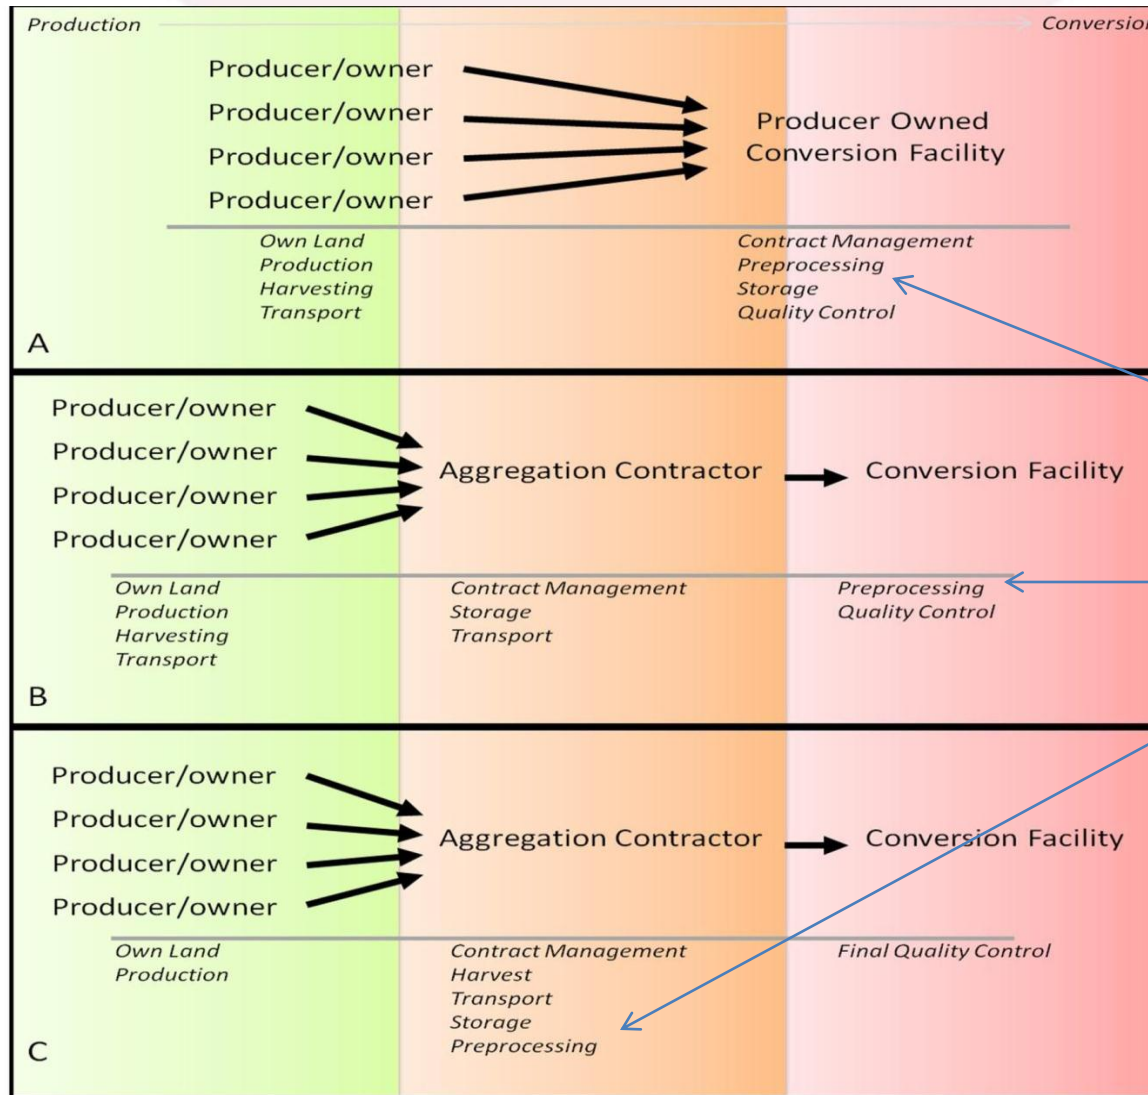 Production
Conversion
Producer/owner
Producer/owner
Producer/owner
Producer/owner
Producer Owned
Conversion Facility
Own Land
Production
Harvesting
Transport
Contract Management
Preprocessing
Storage
Quality Control
A
Producer/owner
Producer/owner
Producer/owner
Producer/owner
Aggregation Contractor
Conversion Facility
Own Land
Production
Harvesting
Transport
Contract Management
Storage
Transport
Preprocessing
Quality Control
B
Producer/owner
Producer/owner
Producer/owner
Producer/owner
Aggregation Contractor
Conversion Facility
Own Land
Production
Contract Management
Harvest
Transport
Storage
Preprocessing
Final Quality Control
C